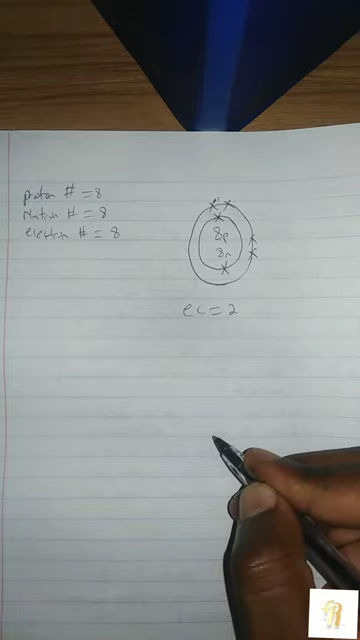 proton # = 8
Nutron # = 8
electron # = 8
8p
8n
ec = 2